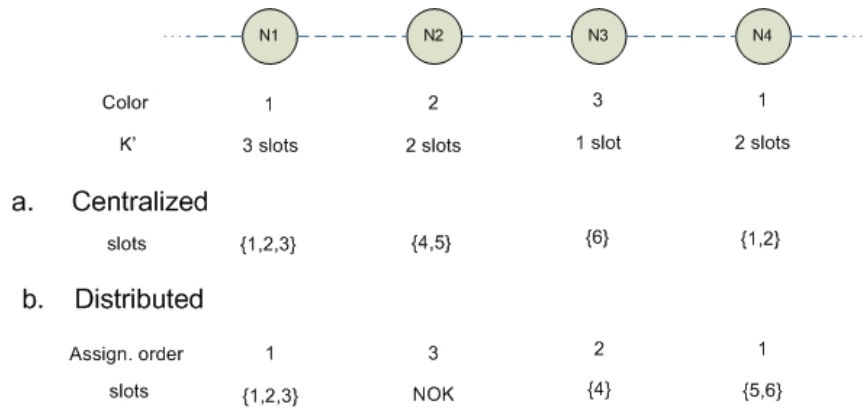 N1 N2 N3 N4
Color 1 2 3 1
K' 3 slots 2 slots 1 slot 2 slots
a. Centralized
slots {1,2,3} {4,5} {6} {1,2}
b. Distributed
Assign. order 1 3 2 1
slots {1,2,3} NOK {4} {5,6}